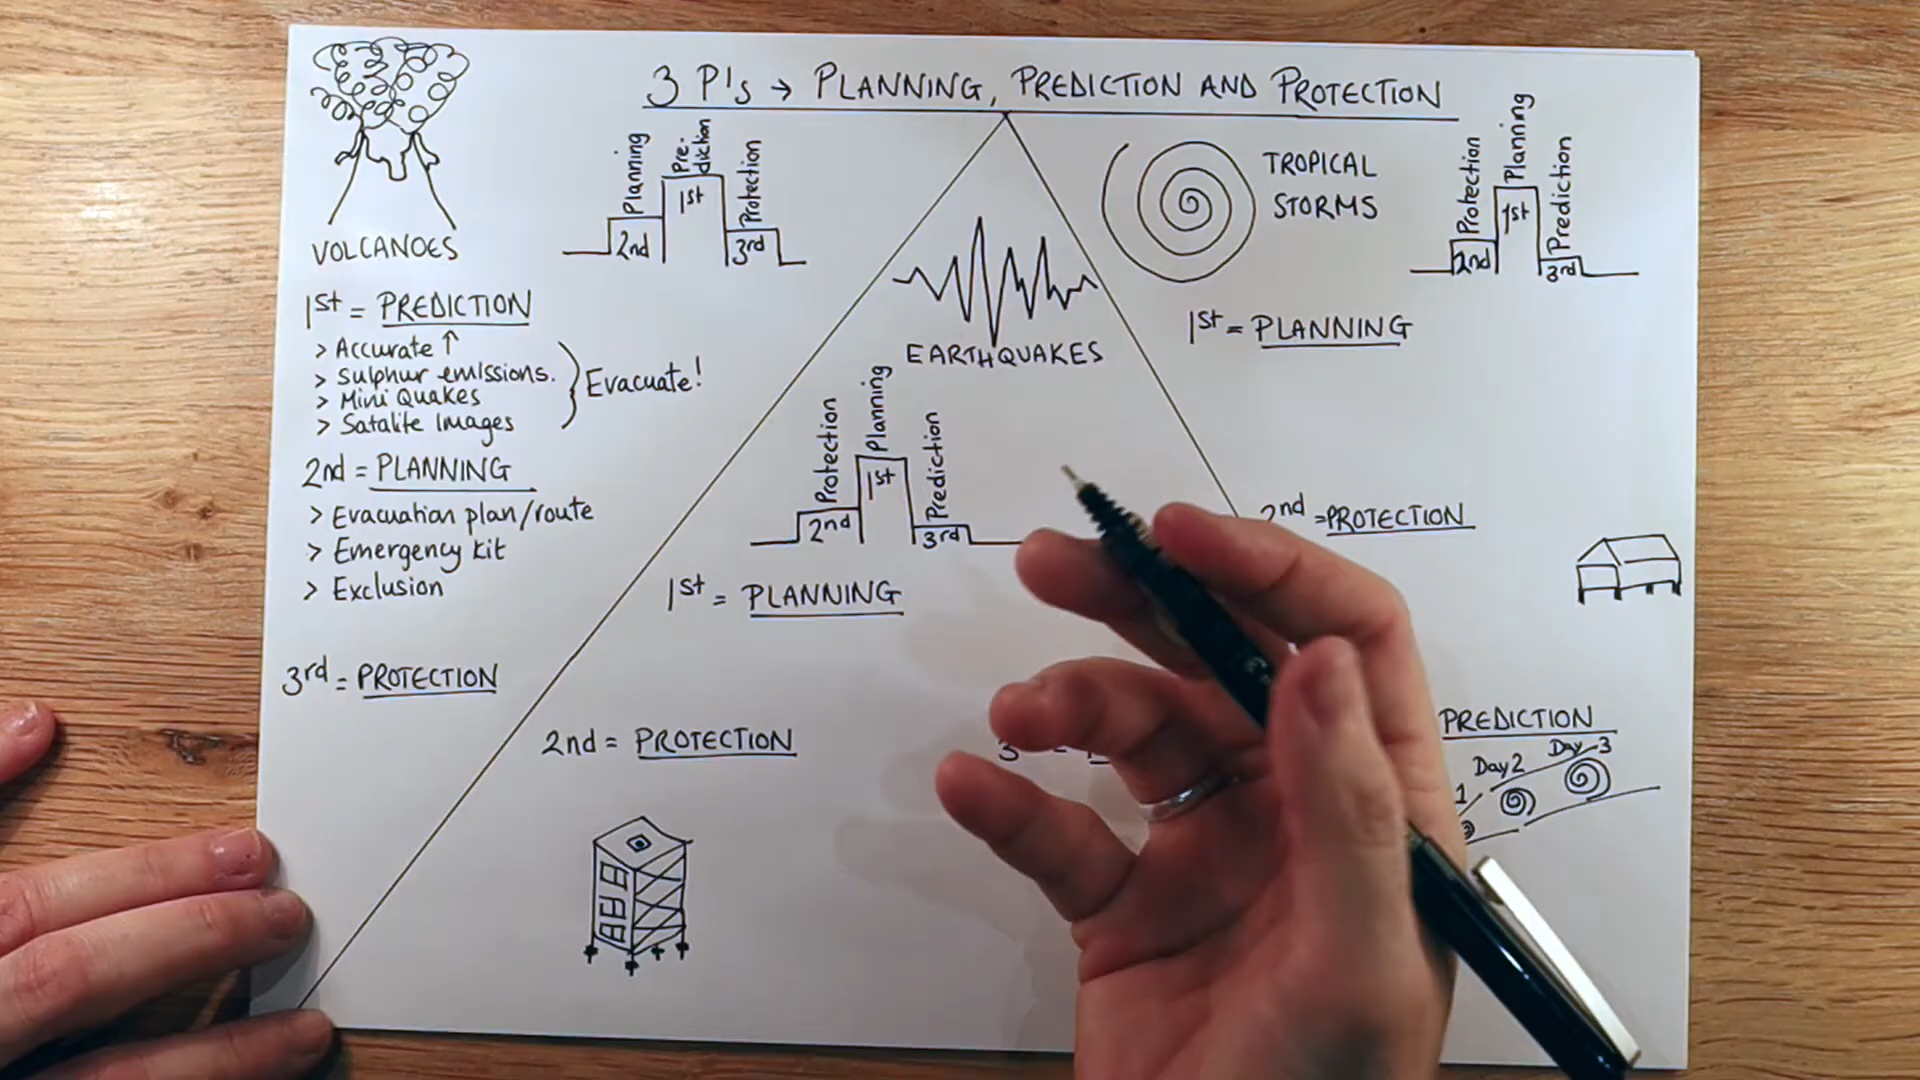 3 P's → PLANNING, PREDICTION AND PROTECTION
VOLCANOES
Planning
Pre-
diction
Protection
2nd
1st
3rd
1st = PREDICTION
> Accurate ↑
> Sulphur emissions.
> Mini Quakes
> Satalite Images
Evacuate!
2nd = PLANNING
> Evacuation plan/route
> Emergency kit
> Exclusion
3rd = PROTECTION
EARTHQUAKES
Protection
Planning
Prediction
2nd
1st
3rd
1st = PLANNING
2nd = PROTECTION
TROPICAL
STORMS
Protection
Planning
Prediction
2nd
1st
3rd
1st = PLANNING
2nd = PROTECTION
PREDICTION
1
Day 2
Day 3